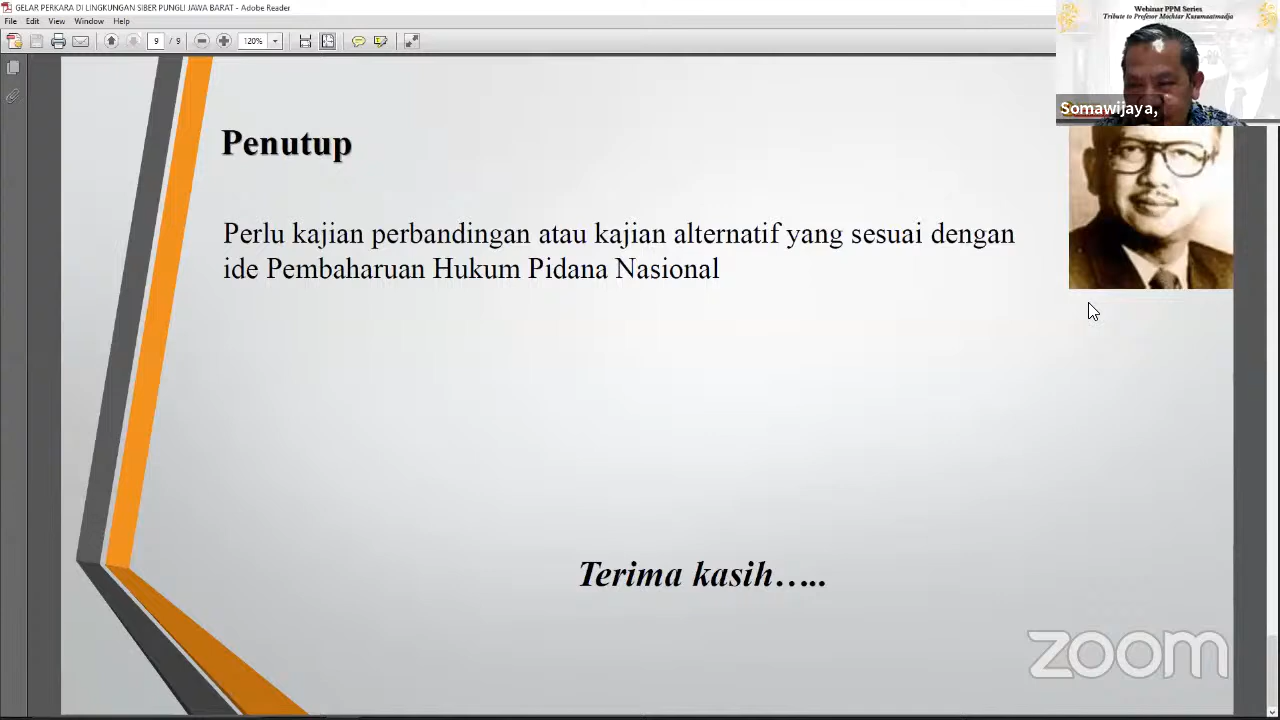 GELAR PERKARA DI LINGKUNGAN SIBER PUNGLI JAWA BARAT - Adobe Reader
File Edit View Window Help
9 / 9 120%
Webinar PPM Series
Tribute to Profesor Mochtar Kusumaatmadja
Somawijaya,
Penutup
Perlu kajian perbandingan atau kajian alternatif yang sesuai dengan
ide Pembaharuan Hukum Pidana Nasional
Terima kasih…..
zoom